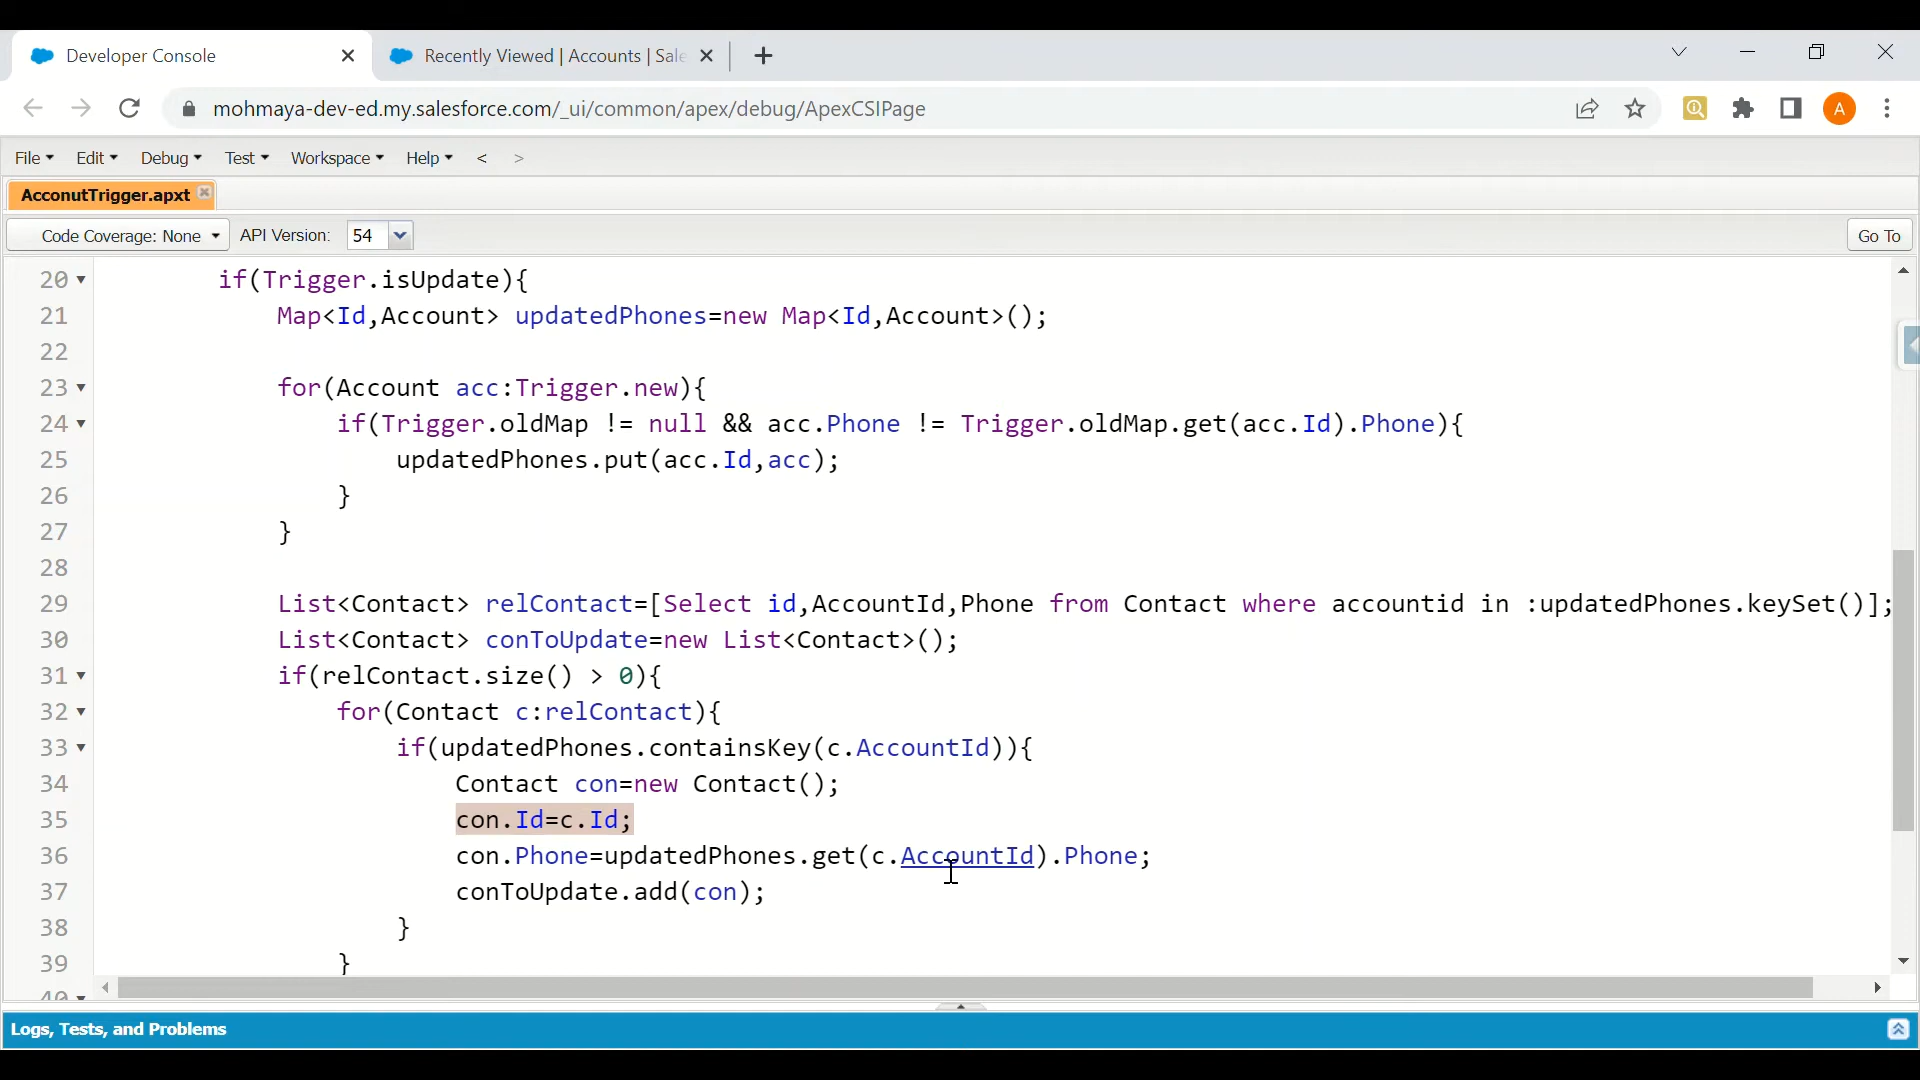 Developer Console
Recently Viewed | Accounts | Sale
mohmaya-dev-ed.my.salesforce.com/_ui/common/apex/debug/ApexCSIPage
A
File Edit Debug Test Workspace Help < >
AcconutTrigger.apxt
Code Coverage: None API Version: 54 Go To
20 if(Trigger.isUpdate){
21 Map<Id,Account> updatedPhones=new Map<Id,Account>();
22
23 for(Account acc:Trigger.new){
24 if(Trigger.oldMap != null && acc.Phone != Trigger.oldMap.get(acc.Id).Phone){
25 updatedPhones.put(acc.Id,acc);
26 }
27 }
28
29 List<Contact> relContact=[Select id,AccountId,Phone from Contact where accountid in :updatedPhones.keySet()];
30 List<Contact> conToUpdate=new List<Contact>();
31 if(relContact.size() > 0){
32 for(Contact c:relContact){
33 if(updatedPhones.containsKey(c.AccountId)){
34 Contact con=new Contact();
35 con.Id=c.Id;
36 con.Phone=updatedPhones.get(c.AccountId).Phone;
37 conToUpdate.add(con);
38 }
39 }
40
Logs, Tests, and Problems